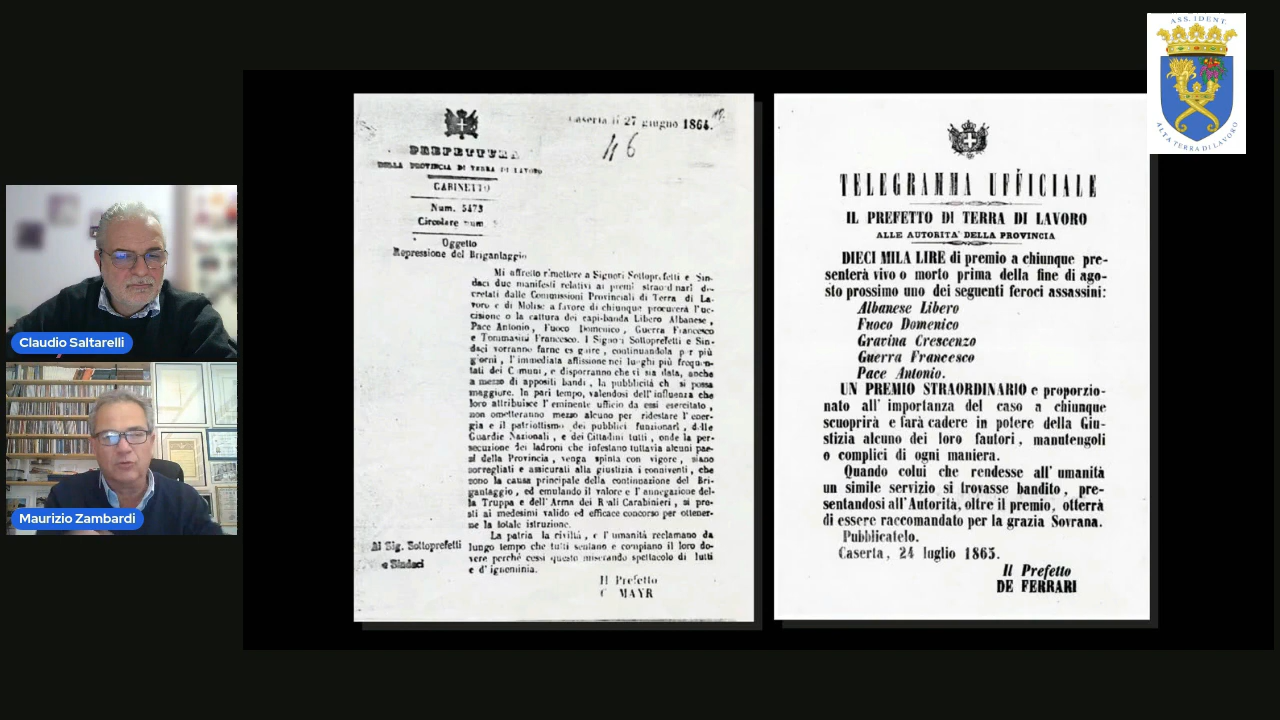 ASS. IDENT.
ALTA TERRA DI LAVORO
Claudio Saltarelli
Maurizio Zambardi
Caserta li 27 giugno 1864.
46
PREFETTURA
DELLA PROVINCIA DI TERRA DI LAVORO
GABINETTO
Num. 5473
Circolare num.
Oggetto
Repressione del Brigantaggio
Mi affretto rimettere a Signori Sottoprefetti e Sin-
daci due manifesti relativi ai premi straordinari de-
cretati dalle Commissioni Provinciali di Terra di La-
voro e di Molise a favore di chiunque procurerà l'uc-
cisione o la cattura dei capi-banda Libero Albanese,
Pace Antonio, Fuoco Domenico, Guerra Francesco
e Tommasini Francesco. I Signori Sottoprefetti e Sin-
daci vorranno farne eseguire, continuandola per più
giorni, l'immediata affissione nei luoghi più frequen-
tati dei Comuni, e disporranno che vi sia data, anche
a mezzo di appositi bandi, la pubblicità ch si possa
maggiore. In pari tempo, valendosi dell'influenza che
loro attribuisce l'eminente ufficio da essi esercitato,
non ometteranno mezzo alcuno per ridestare l'ener-
gia e il patriottismo dei pubblici funzionari, delle
Guardie Nazionali, e dei Cittadini tutti, onde la per-
secuzione dei ladroni che infestano tuttavia alcuni pae-
si della Provincia, venga spinta con vigore, siano
sorvegliati e assicurati alla giustizia i conniventi, che
sono la causa principale della continuazione del Bri-
gantaggio, ed emulando il valore e l'annegazione del-
la Truppa e dell'Arma dei Reali Carabinieri, si pre-
sti ai medesimi valido ed efficace concorso per ottener-
ne la totale istruzione.
La patria la civiltà, e l'umanità reclamano da
lungo tempo che tutti sentano e compiano il loro do-
vere perché cessi questo miserando spettacolo di lutti
e d'ignominia.
Ai Sig. Sottoprefetti
e Sindaci
Il Prefetto
C. MAYR
TELEGRAMMA UFFICIALE
IL PREFETTO DI TERRA DI LAVORO
ALLE AUTORITA' DELLA PROVINCIA
DIECI MILA LIRE di premio a chiunque pre-
senterà vivo o morto prima della fine di ago-
sto prossimo uno dei seguenti feroci assassini:
Albanese Libero
Fuoco Domenico
Gravina Crescenzo
Guerra Francesco
Pace Antonio.
UN PREMIO STRAORDINARIO e proporzio-
nato all'importanza del caso a chiunque
scuoprirà e farà cadere in potere della Giu-
stizia alcuno dei loro fautori, manutengoli
o complici di ogni maniera.
Quando colui che rendesse all'umanità
un simile servizio si trovasse bandito, pre-
sentandosi all'Autorità, oltre il premio, otterrà
di essere raccomandato per la grazia Sovrana.
Pubblicatelo.
Caserta, 24 luglio 1865.
Il Prefetto
DE FERRARI